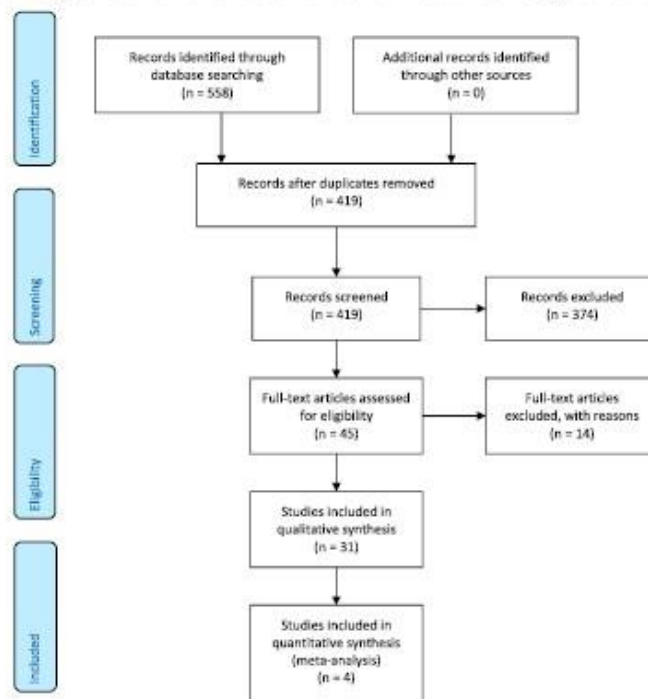 Identification
Records identified through
database searching
(n = 558)
Additional records identified
through other sources
(n = 0)
Records after duplicates removed
(n = 419)
Screening
Records screened
(n = 419)
Records excluded
(n = 374)
Eligibility
Full-text articles assessed
for eligibility
(n = 45)
Full-text articles
excluded, with reasons
(n = 14)
Studies included in
qualitative synthesis
(n = 31)
Included
Studies included in
quantitative synthesis
(meta-analysis)
(n = 4)